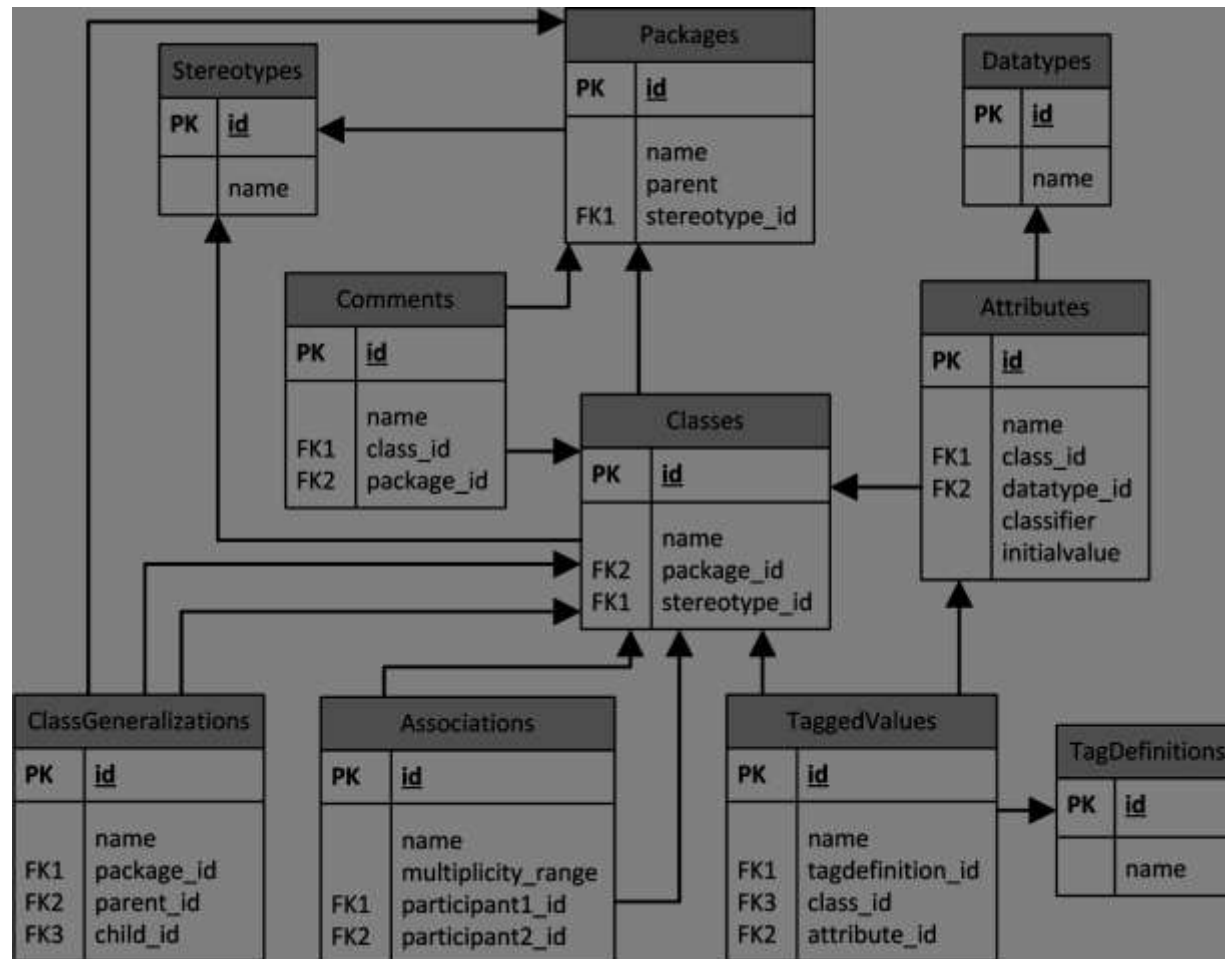 Packages
PK id
name
parent
FK1 stereotype_id
Stereotypes
PK id
name
Datatypes
PK id
name
Comments
PK id
name
FK1 class_id
FK2 package_id
Classes
PK id
name
FK2 package_id
FK1 stereotype_id
Attributes
PK id
name
FK1 class_id
FK2 datatype_id
classifier
initialvalue
ClassGeneralizations
PK id
name
FK1 package_id
FK2 parent_id
FK3 child_id
Associations
PK id
name
multiplicity_range
FK1 participant1_id
FK2 participant2_id
TaggedValues
PK id
name
FK1 tagdefinition_id
FK3 class_id
FK2 attribute_id
TagDefinitions
PK id
name